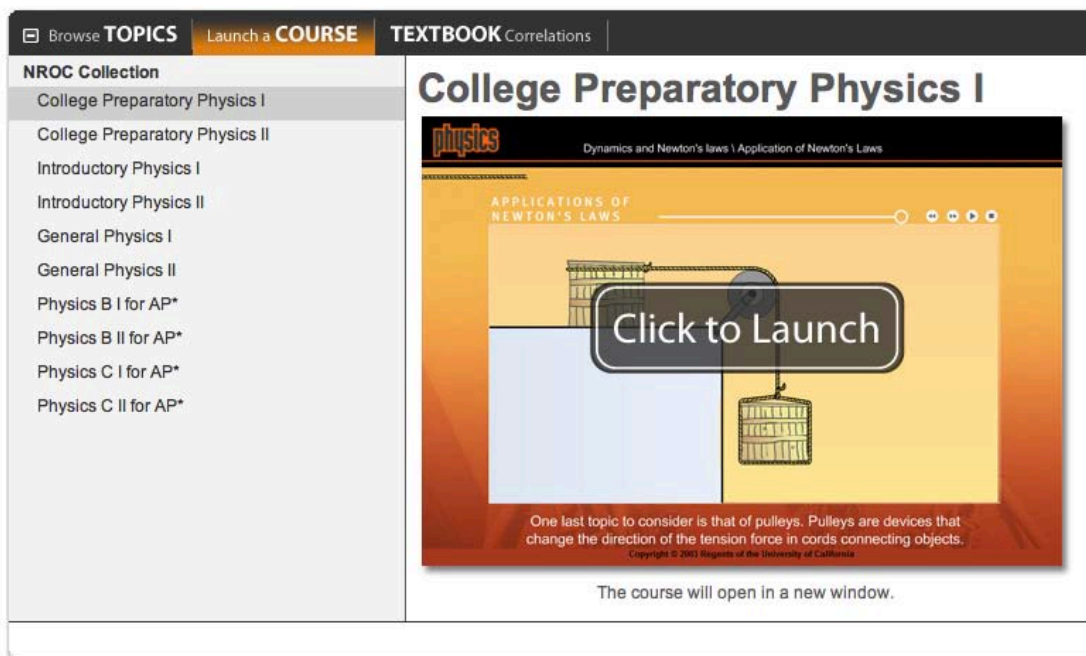 Browse TOPICS Launch a COURSE TEXTBOOK Correlations
NROC Collection
College Preparatory Physics I
College Preparatory Physics II
Introductory Physics I
Introductory Physics II
General Physics I
General Physics II
Physics B I for AP*
Physics B II for AP*
Physics C I for AP*
Physics C II for AP*
College Preparatory Physics I
physics
Dynamics and Newton's laws \ Application of Newton's Laws
APPLICATIONS OF
NEWTON'S LAWS
Click to Launch
One last topic to consider is that of pulleys. Pulleys are devices that
change the direction of the tension force in cords connecting objects.
Copyright © 2003 Regents of the University of California
The course will open in a new window.